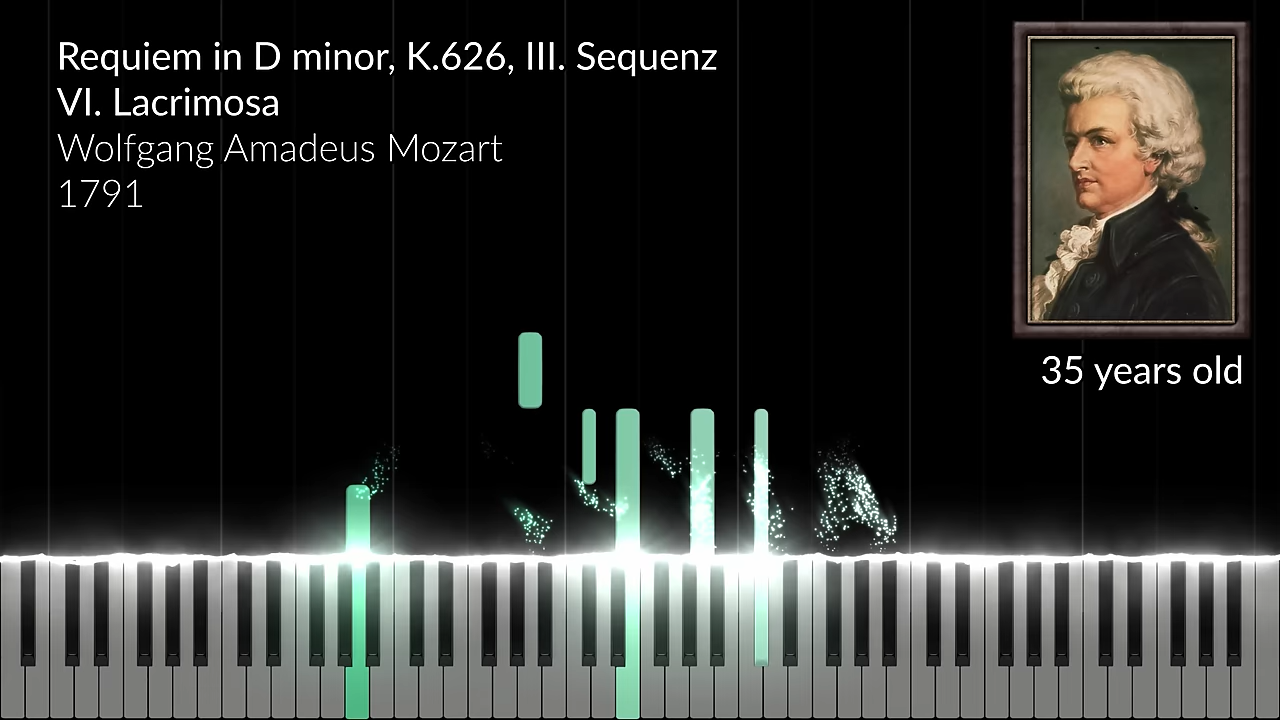 Requiem in D minor, K.626, III. Sequenz
VI. Lacrimosa
Wolfgang Amadeus Mozart
1791
35 years old